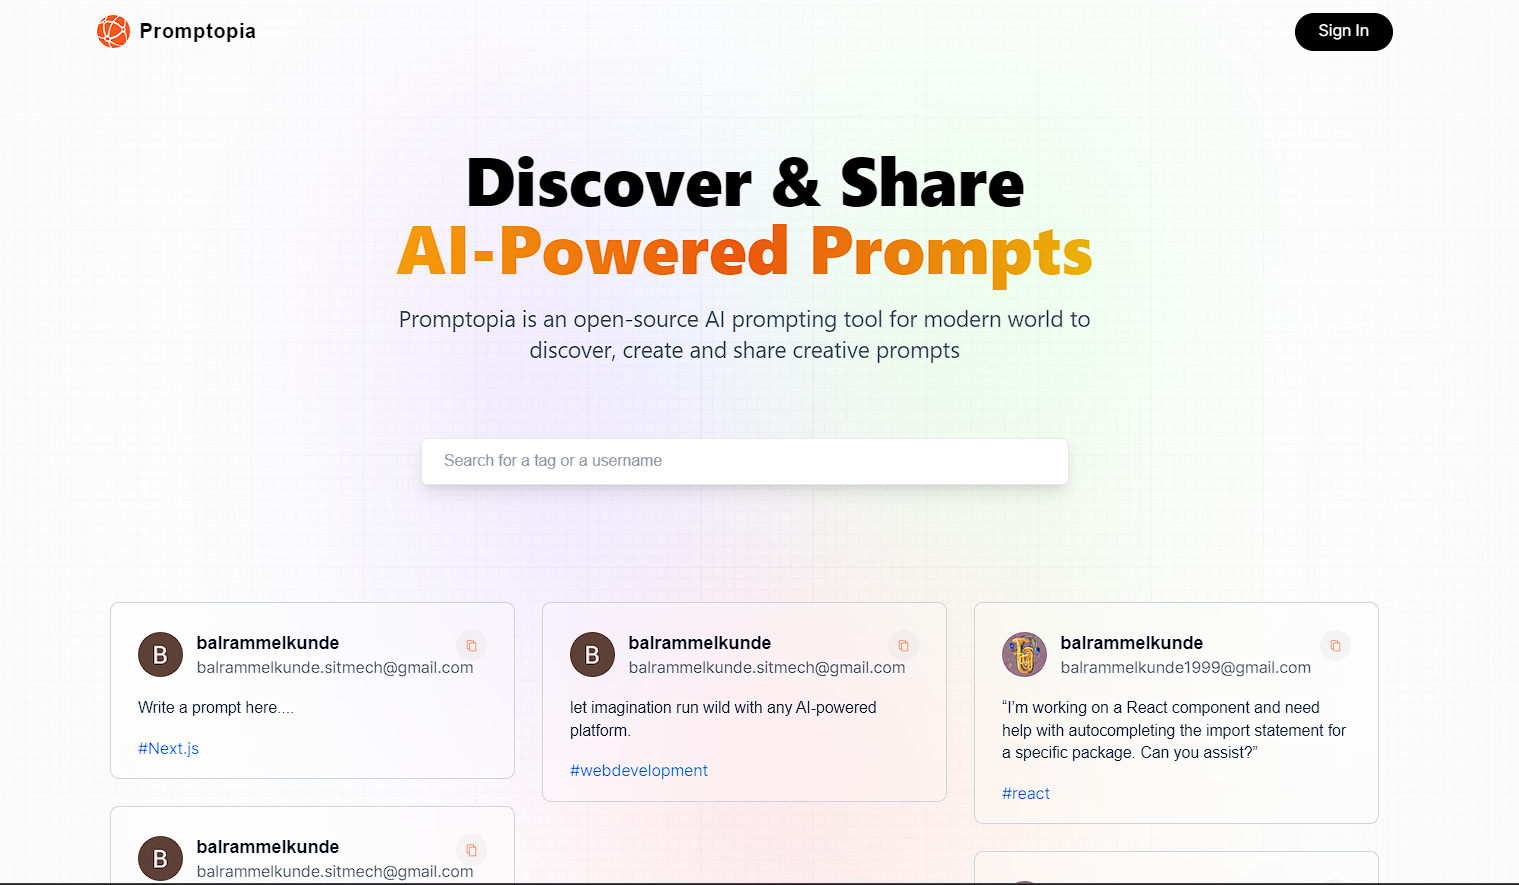 Promptopia
Sign In
Discover & Share
AI-Powered Prompts
Promptopia is an open-source AI prompting tool for modern world to
discover, create and share creative prompts
Search for a tag or a username
B
balrammelkunde
balrammelkunde.sitmech@gmail.com
Write a prompt here....
#Next.js
B
balrammelkunde
balrammelkunde.sitmech@gmail.com
let imagination run wild with any AI-powered
platform.
#webdevelopment
balrammelkunde
balrammelkunde1999@gmail.com
“I’m working on a React component and need
help with autocompleting the import statement for
a specific package. Can you assist?”
#react
B
balrammelkunde
balrammelkunde.sitmech@gmail.com